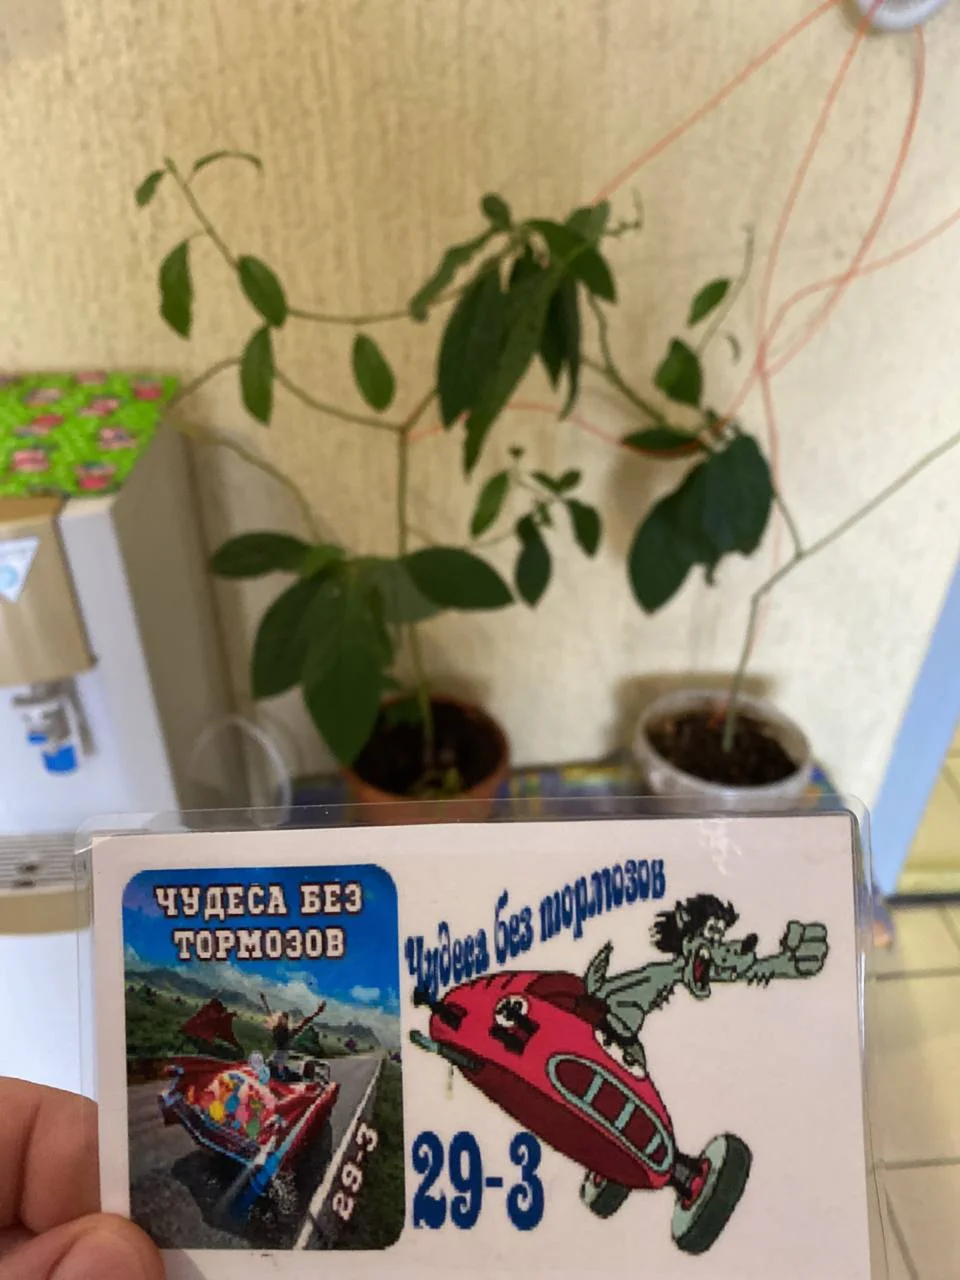 ЧУДЕСА БЕЗ
ТОРМОЗОВ
29-3
Чудеса без тормозов
29-3